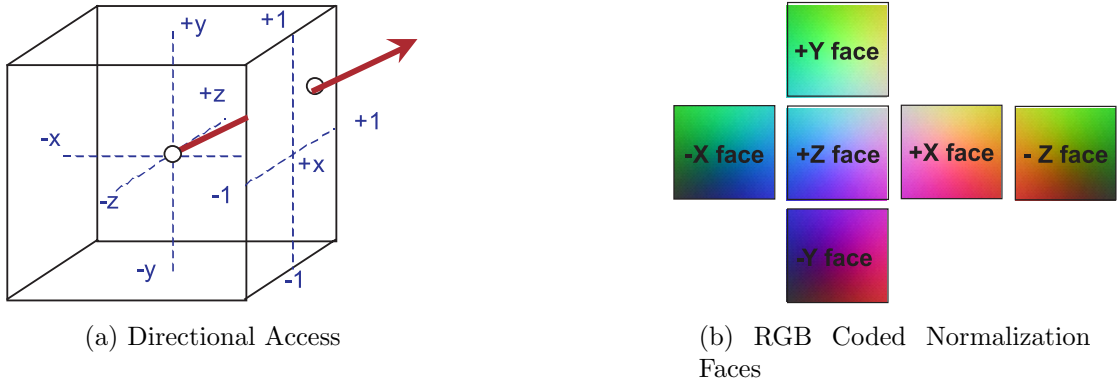 +y
+1
+z
-x
+1
+x
-z
-1
-y
-1
(a) Directional Access
+Y face
-X face
+Z face
+X face
- Z face
-Y face
(b) RGB Coded Normalization
Faces